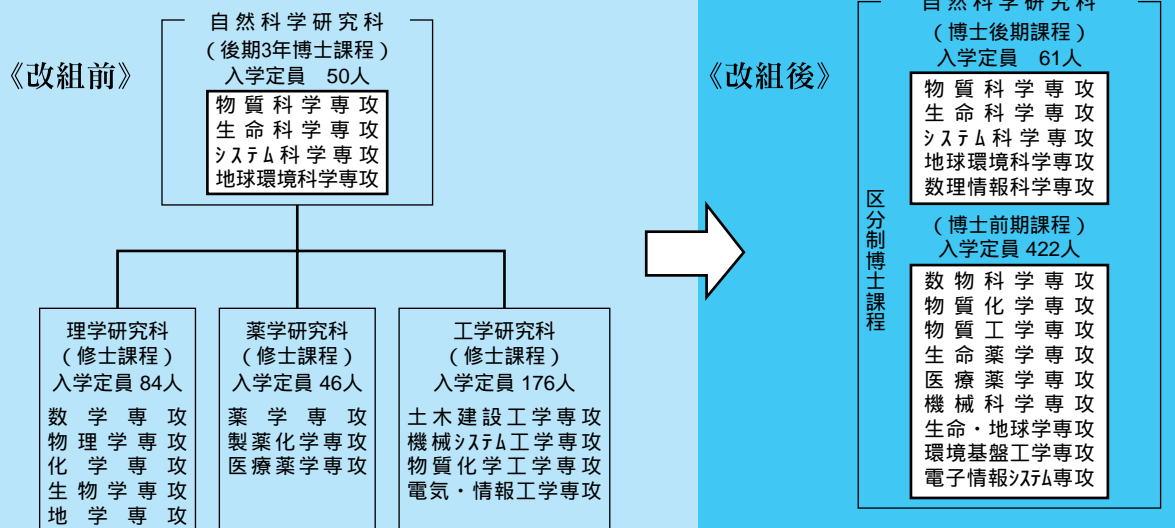 《改組前》
自然科学研究科
(後期3年博士課程)
入学定員 50人
物質科学専攻
生命科学専攻
システム科学専攻
地球環境科学専攻
理学研究科
(修士課程)
入学定員 84人
数学専攻
物理学専攻
化学専攻
生物学専攻
地学専攻
薬学研究科
(修士課程)
入学定員 46人
薬学専攻
製薬化学専攻
医療薬学専攻
工学研究科
(修士課程)
入学定員 176人
土木建設工学専攻
機械システム工学専攻
物質化学工学専攻
電気・情報工学専攻
《改組後》
自然科学研究科
(博士後期課程)
入学定員 61人
物質科学専攻
生命科学専攻
システム科学専攻
地球環境科学専攻
数理情報科学専攻
区分制博士課程
(博士前期課程)
入学定員 422人
数物科学専攻
物質化学専攻
物質工学専攻
生命薬学専攻
医療薬学専攻
機械科学専攻
生命・地球学専攻
環境基盤工学専攻
電子情報システム専攻